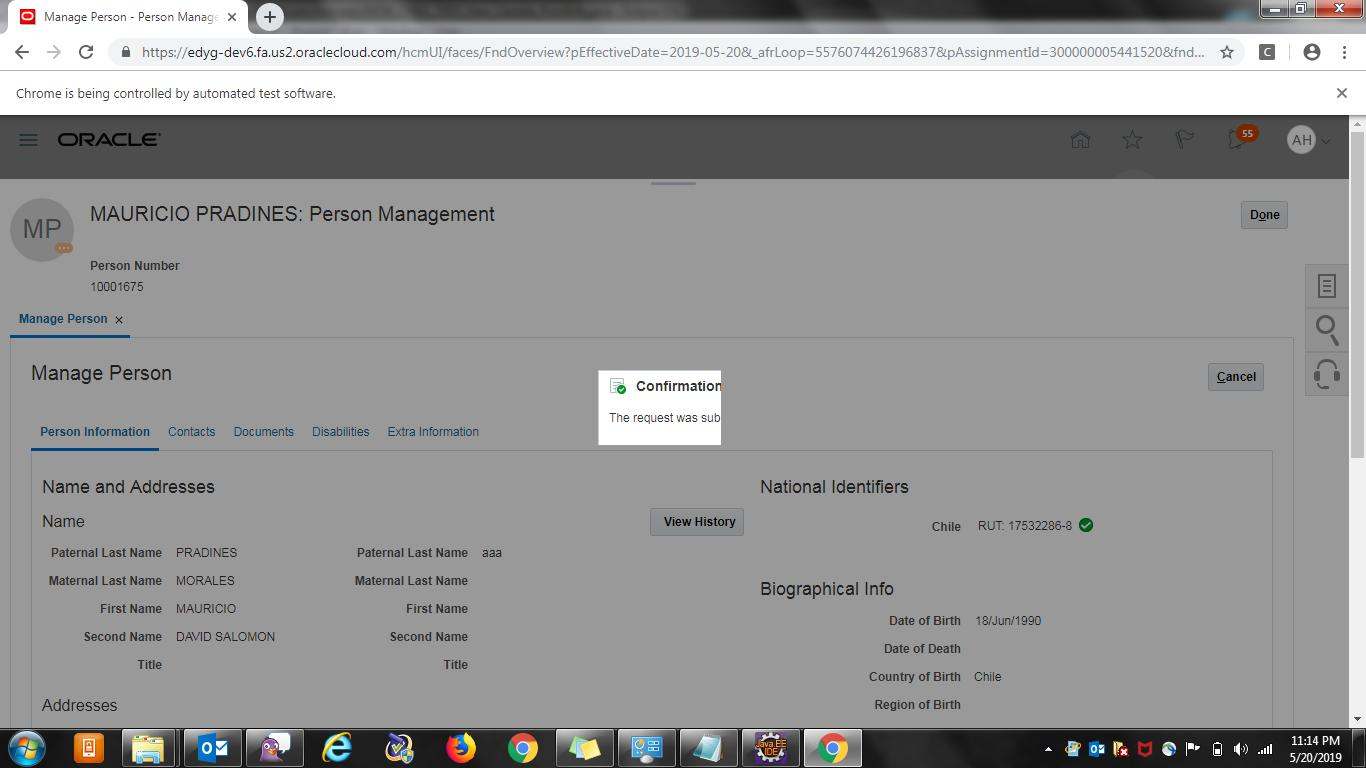 Manage Person - Person Manage
https://edyg-dev6.fa.us2.oraclecloud.com/hcmUI/faces/FndOverview?pEffectiveDate=2019-05-20&_afrLoop=5576074426196837&pAssignmentId=300000005441520&fnd...
C
Chrome is being controlled by automated test software.
ORACLE
55
AH
MP
MAURICIO PRADINES: Person Management
Done
Person Number
10001675
Manage Person
Manage Person
Cancel
Confirmation
The request was sub
Person Information Contacts Documents Disabilities Extra Information
Name and Addresses
National Identifiers
Name
View History
Chile RUT: 17532286-8
Paternal Last Name PRADINES Paternal Last Name aaa
Maternal Last Name MORALES Maternal Last Name
Biographical Info
First Name MAURICIO First Name
Date of Birth 18/Jun/1990
Second Name DAVID SALOMON Second Name
Date of Death
Title Title
Country of Birth Chile
Addresses
Region of Birth
Java EE
IDE
11:14 PM
5/20/2019